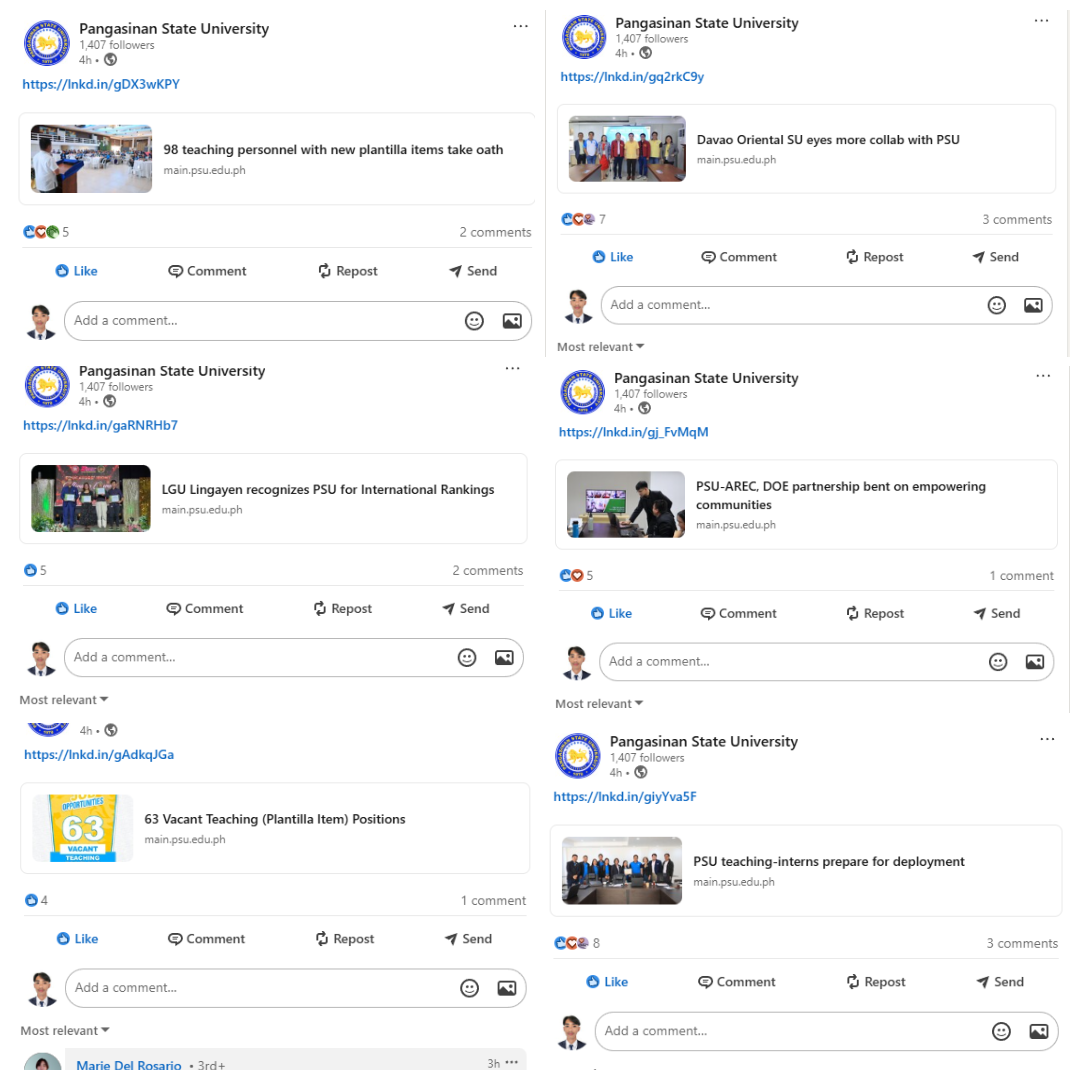 Pangasinan State University
1,407 followers
4h •
https://lnkd.in/gDX3wKPY
98 teaching personnel with new plantilla items take oath
main.psu.edu.ph
5
2 comments
Like Comment Repost Send
Add a comment...
Pangasinan State University
1,407 followers
4h •
https://lnkd.in/gq2rkC9y
Davao Oriental SU eyes more collab with PSU
main.psu.edu.ph
7
3 comments
Like Comment Repost Send
Add a comment...
Most relevant
Pangasinan State University
1,407 followers
4h •
https://lnkd.in/gaRNRHb7
LGU Lingayen recognizes PSU for International Rankings
main.psu.edu.ph
5
2 comments
Like Comment Repost Send
Add a comment...
Most relevant
Pangasinan State University
1,407 followers
4h •
https://lnkd.in/gj_FvMqM
PSU-AREC, DOE partnership bent on empowering
communities
main.psu.edu.ph
5
1 comment
Like Comment Repost Send
Add a comment...
Most relevant
4h •
https://lnkd.in/gAdkqJGa
OPPORTUNITIES
63
VACANT
TEACHING
63 Vacant Teaching (Plantilla Item) Positions
main.psu.edu.ph
4
1 comment
Like Comment Repost Send
Add a comment...
Most relevant
Marie Del Rosario • 3rd+
3h
Pangasinan State University
1,407 followers
4h •
https://lnkd.in/giyYva5F
PSU teaching-interns prepare for deployment
main.psu.edu.ph
8
3 comments
Like Comment Repost Send
Add a comment...